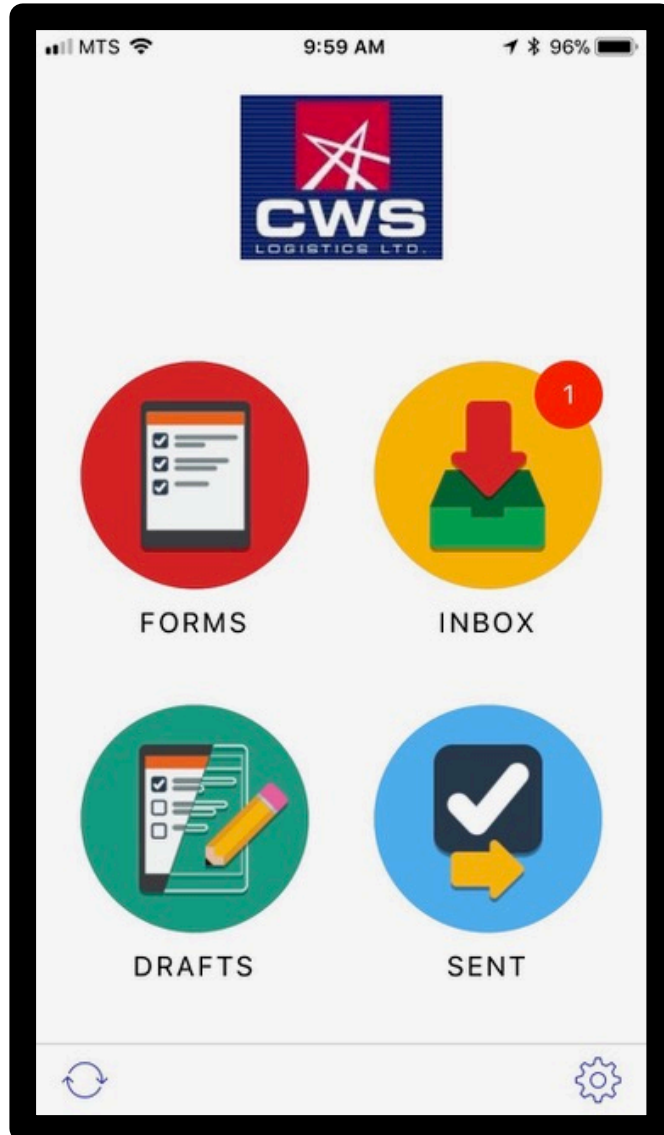 MTS 9:59 AM 96%
CWS
LOGISTICS LTD.
1
FORMS INBOX
DRAFTS SENT